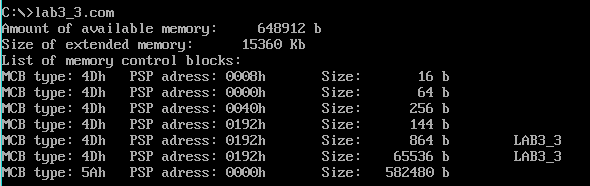 C:\>lab3_3.com
Amount of available memory: 648912 b
Size of extended memory: 15360 Kb
List of memory control blocks:
MCB type: 4Dh PSP adress: 0008h Size: 16 b
MCB type: 4Dh PSP adress: 0000h Size: 64 b
MCB type: 4Dh PSP adress: 0040h Size: 256 b
MCB type: 4Dh PSP adress: 0192h Size: 144 b
MCB type: 4Dh PSP adress: 0192h Size: 864 b LAB3_3
MCB type: 4Dh PSP adress: 0192h Size: 65536 b LAB3_3
MCB type: 5Ah PSP adress: 0000h Size: 582480 b